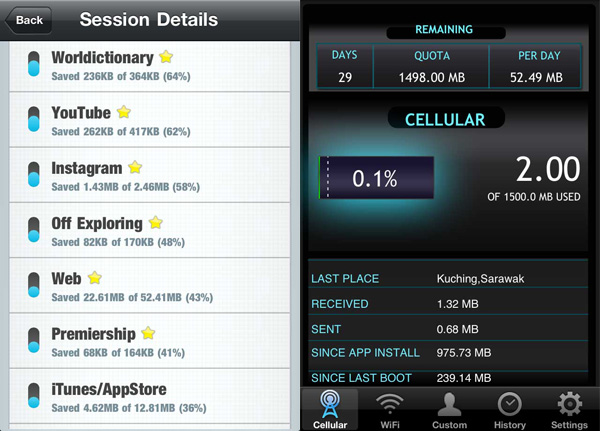 Back
Session Details
Worldictionary
Saved 236KB of 364KB (64%)
YouTube
Saved 262KB of 417KB (62%)
Instagram
Saved 1.43MB of 2.46MB (58%)
Off Exploring
Saved 82KB of 170KB (48%)
Web
Saved 22.61MB of 52.41MB (43%)
Premiership
Saved 68KB of 164KB (41%)
iTunes/AppStore
Saved 4.62MB of 12.81MB (36%)
REMAINING
DAYS QUOTA PER DAY
29 1498.00 MB 52.49 MB
CELLULAR
0.1%
2.00
OF 1500.0 MB USED
LAST PLACE Kuching,Sarawak
RECEIVED 1.32 MB
SENT 0.68 MB
SINCE APP INSTALL 975.73 MB
SINCE LAST BOOT 239.14 MB
Cellular WiFi Custom History Settings